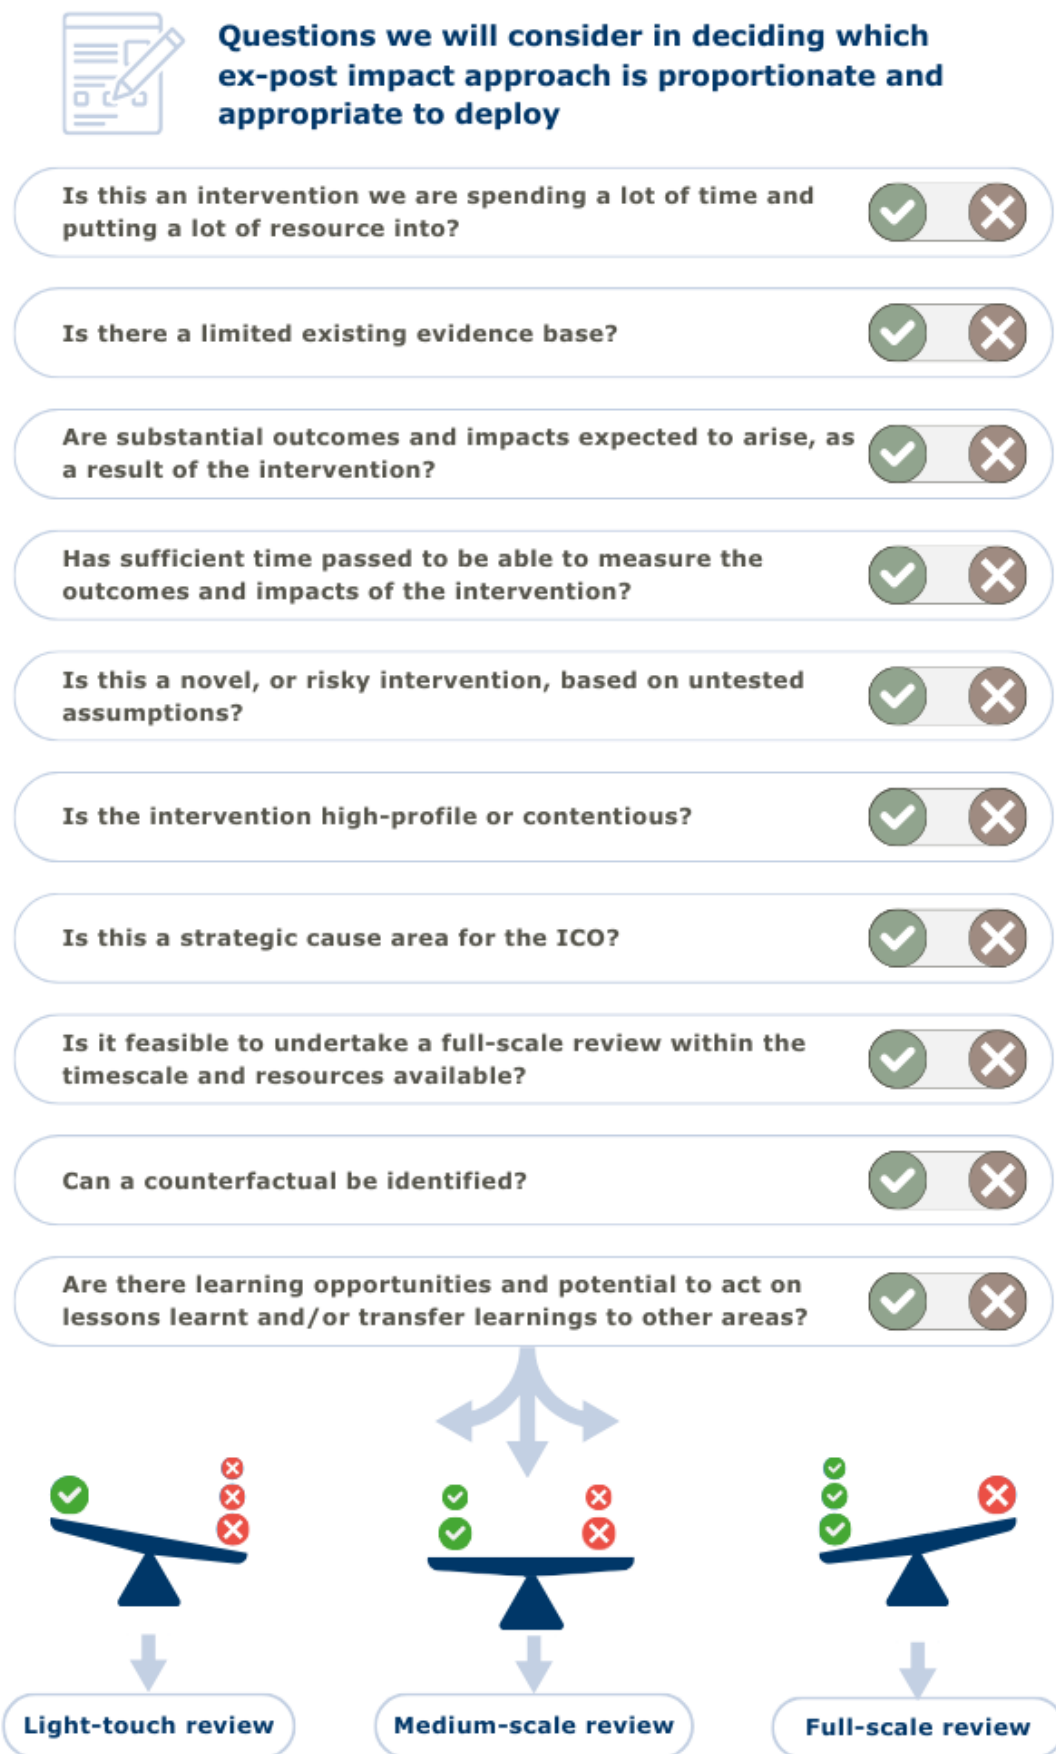 Questions we will consider in deciding which
ex-post impact approach is proportionate and
appropriate to deploy
Is this an intervention we are spending a lot of time and
putting a lot of resource into?
Is there a limited existing evidence base?
Are substantial outcomes and impacts expected to arise, as
a result of the intervention?
Has sufficient time passed to be able to measure the
outcomes and impacts of the intervention?
Is this a novel, or risky intervention, based on untested
assumptions?
Is the intervention high-profile or contentious?
Is this a strategic cause area for the ICO?
Is it feasible to undertake a full-scale review within the
timescale and resources available?
Can a counterfactual be identified?
Are there learning opportunities and potential to act on
lessons learnt and/or transfer learnings to other areas?
Light-touch review
Medium-scale review
Full-scale review